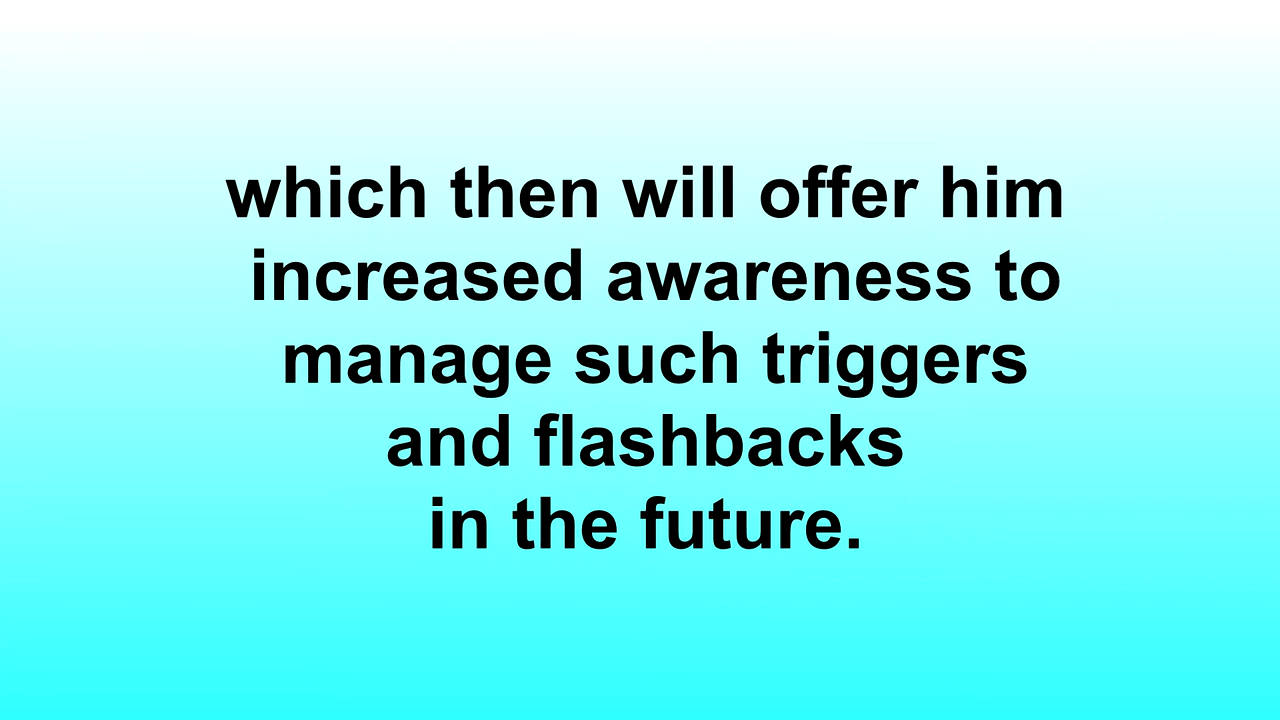 which then will offer him
increased awareness to
manage such triggers
and flashbacks
in the future.